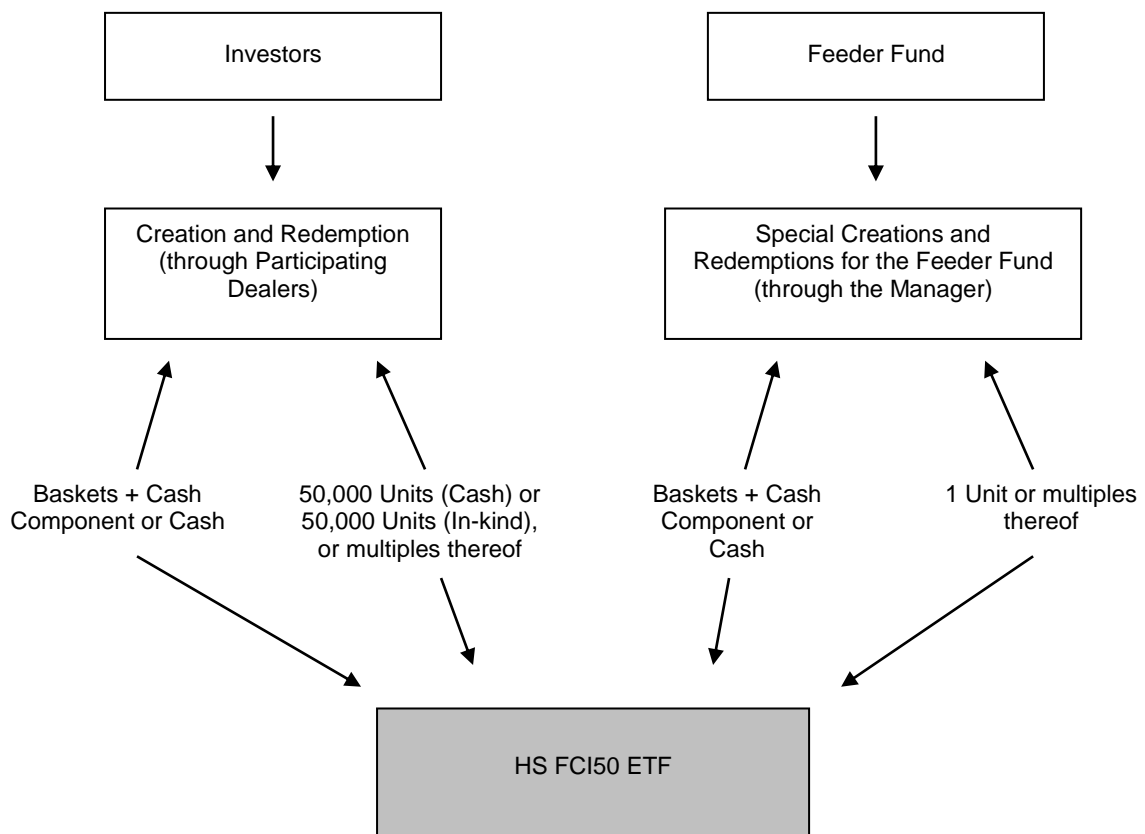 Investors
Feeder Fund
Creation and Redemption
(through Participating
Dealers)
Special Creations and
Redemptions for the Feeder Fund
(through the Manager)
Baskets + Cash
Component or Cash
50,000 Units (Cash) or
50,000 Units (In-kind),
or multiples thereof
Baskets + Cash
Component or
Cash
1 Unit or multiples
thereof
HS FCI50 ETF